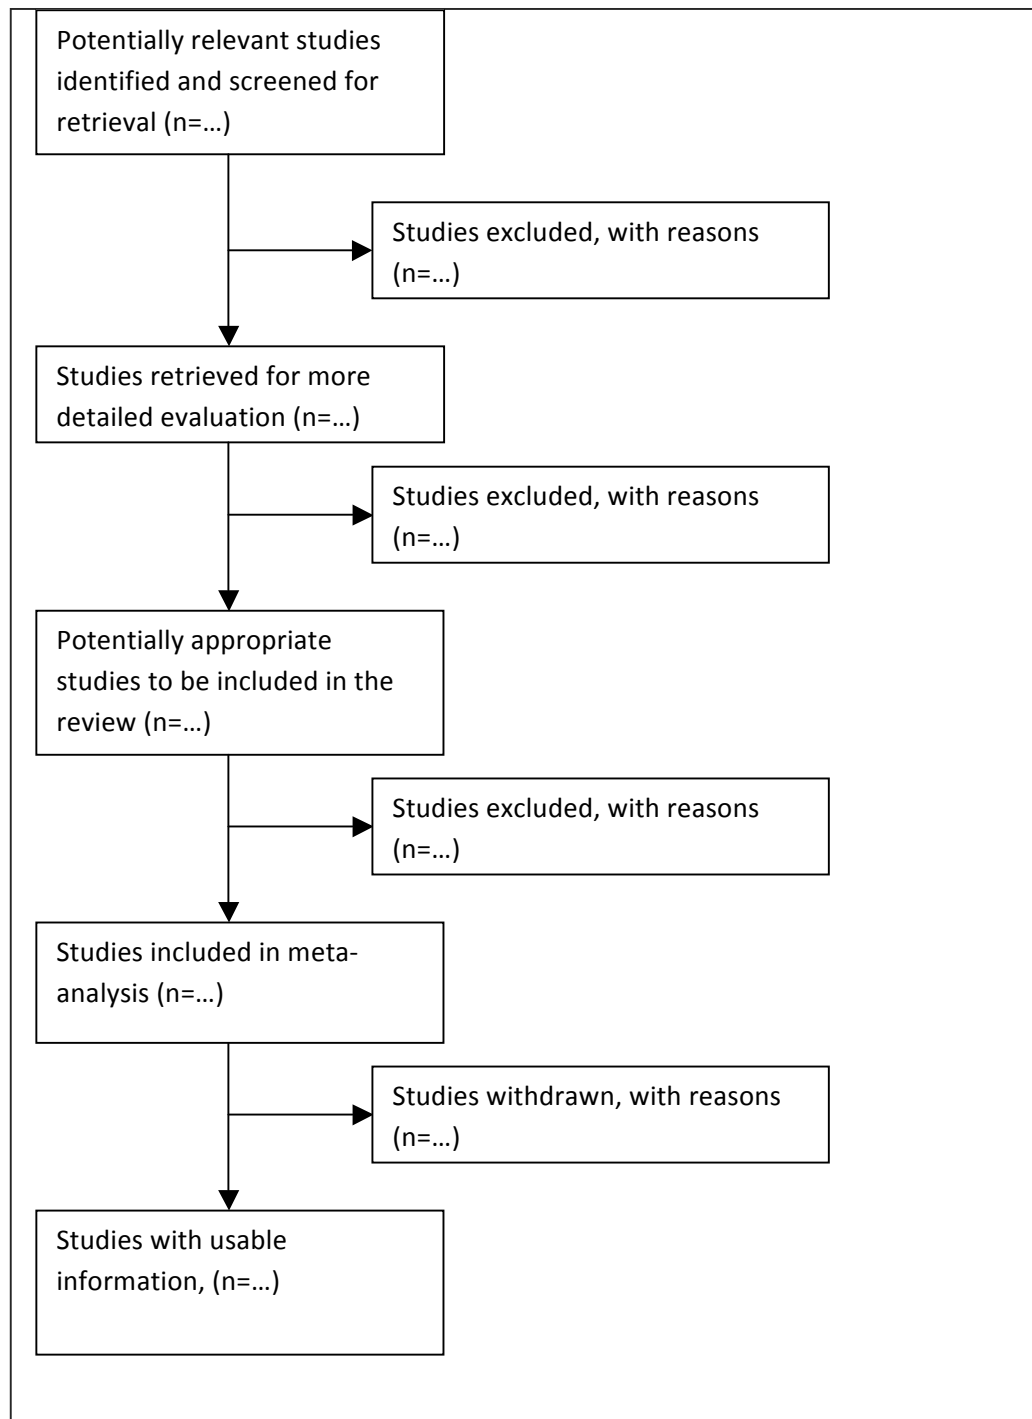 Potentially relevant studies
identified and screened for
retrieval (n=…)
Studies excluded, with reasons
(n=…)
Studies retrieved for more
detailed evaluation (n=…)
Studies excluded, with reasons
(n=…)
Potentially appropriate
studies to be included in the
review (n=…)
Studies excluded, with reasons
(n=…)
Studies included in meta-
analysis (n=…)
Studies withdrawn, with reasons
(n=…)
Studies with usable
information, (n=…)